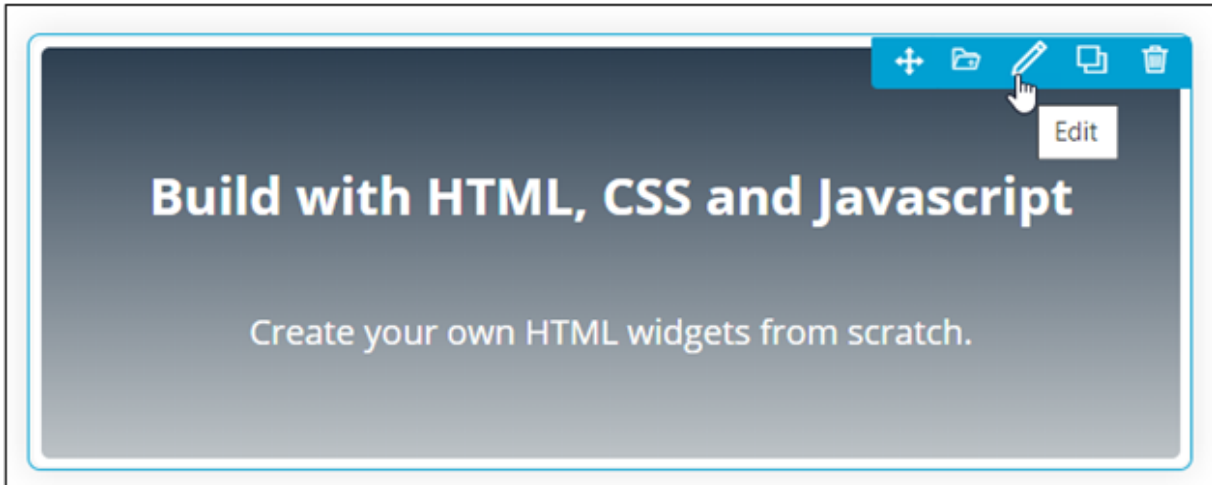 Edit
Build with HTML, CSS and Javascript
Create your own HTML widgets from scratch.